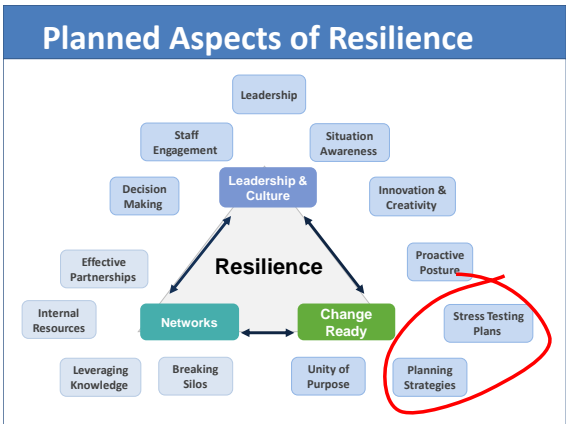 Planned Aspects of Resilience
Leadership
Staff
Engagement
Situation
Awareness
Leadership &
Culture
Decision
Making
Innovation &
Creativity
Effective
Partnerships
Resilience
Proactive
Posture
Internal
Resources
Networks
Change
Ready
Stress Testing
Plans
Leveraging
Knowledge
Breaking
Silos
Unity of
Purpose
Planning
Strategies